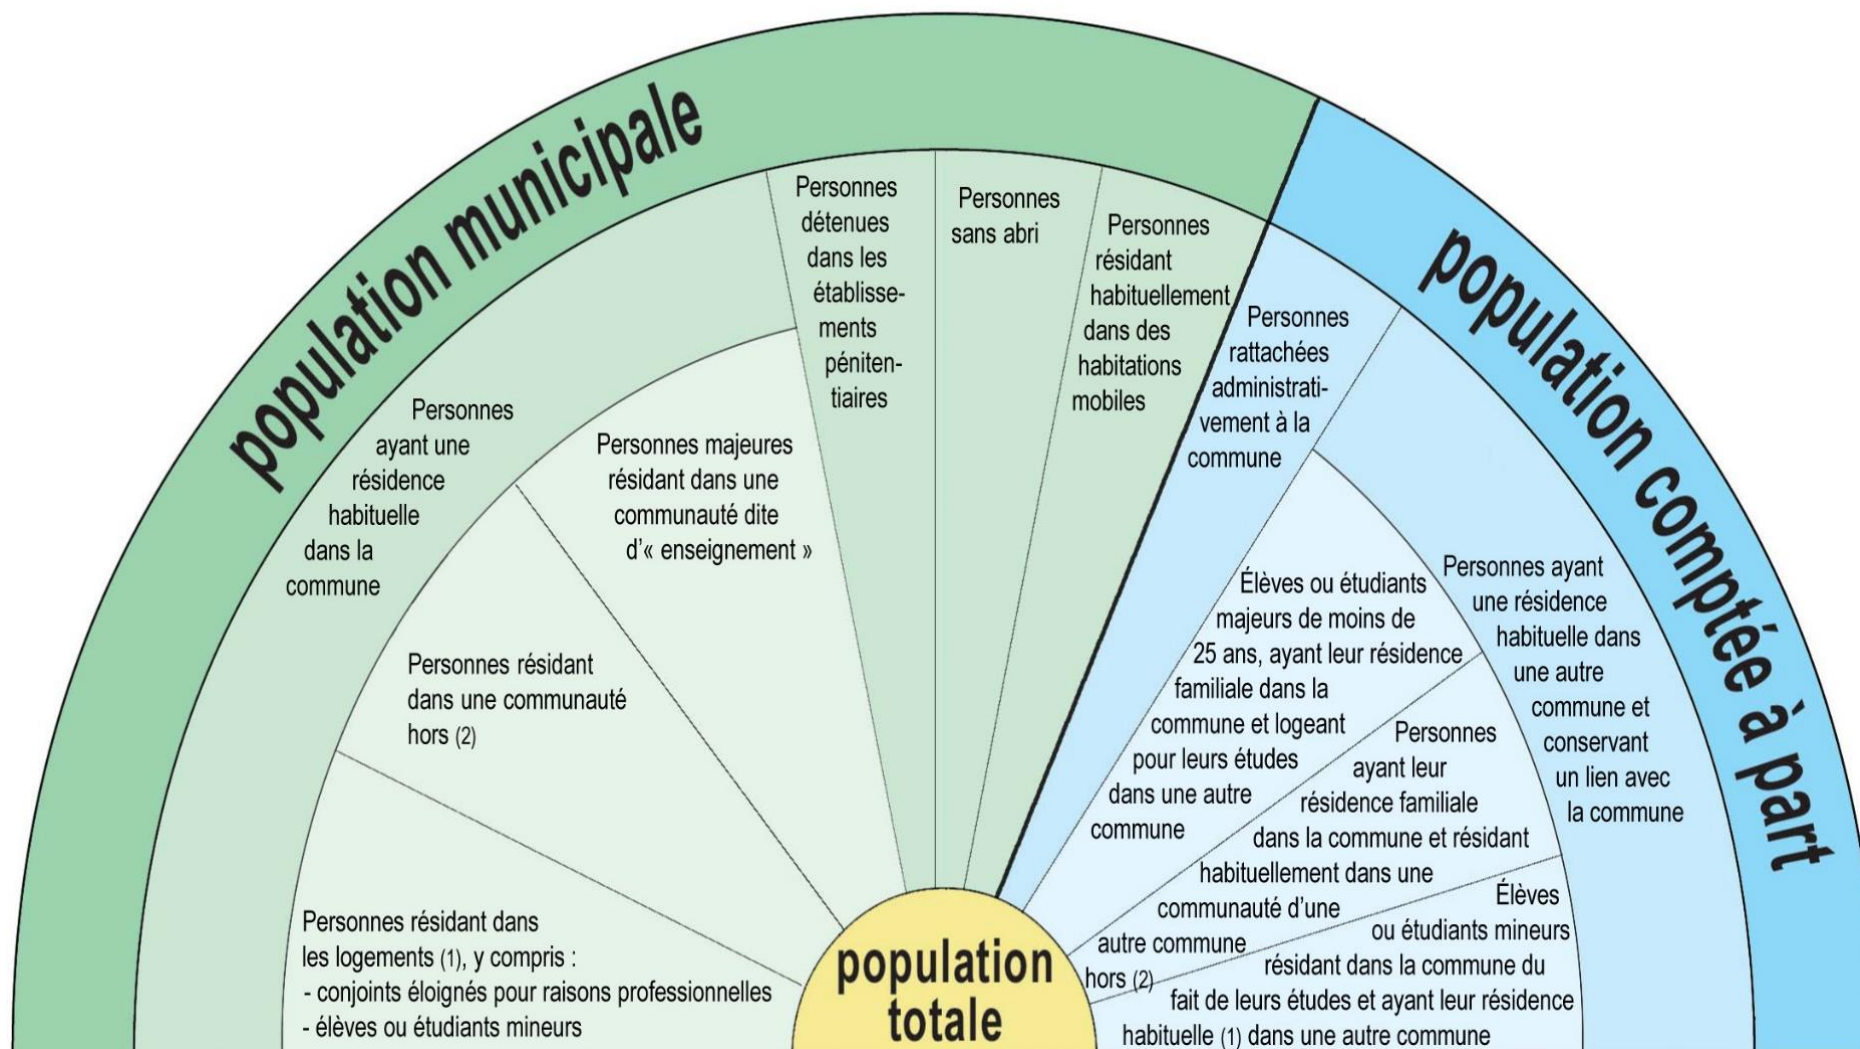 population municipale
Personnes
ayant une
résidence
habituelle
dans la
commune
Personnes résidant dans
les logements (1), y compris :
- conjoints éloignés pour raisons professionnelles
- élèves ou étudiants mineurs
Personnes résidant
dans une communauté
hors (2)
Personnes majeures
résidant dans une
communauté dite
d'« enseignement »
Personnes
détenues
dans les
établisse-
ments
péniten-
tiaires
Personnes
sans abri
Personnes
résidant
habituellement
dans des
habitations
mobiles
population comptée à part
Personnes
rattachées
administrati-
vement à la
commune
Personnes ayant
une résidence
habituelle dans
une autre
commune et
conservant
un lien avec
la commune
Élèves ou étudiants
majeurs de moins de
25 ans, ayant leur résidence
familiale dans la
commune et logeant
pour leurs études
dans une autre
commune
Personnes
ayant leur
résidence familiale
dans la commune et résidant
habituellement dans une
communauté d'une
autre commune
hors (2)
Élèves
ou étudiants mineurs
résidant dans la commune du
fait de leurs études et ayant leur résidence
habituelle (1) dans une autre commune
population
totale